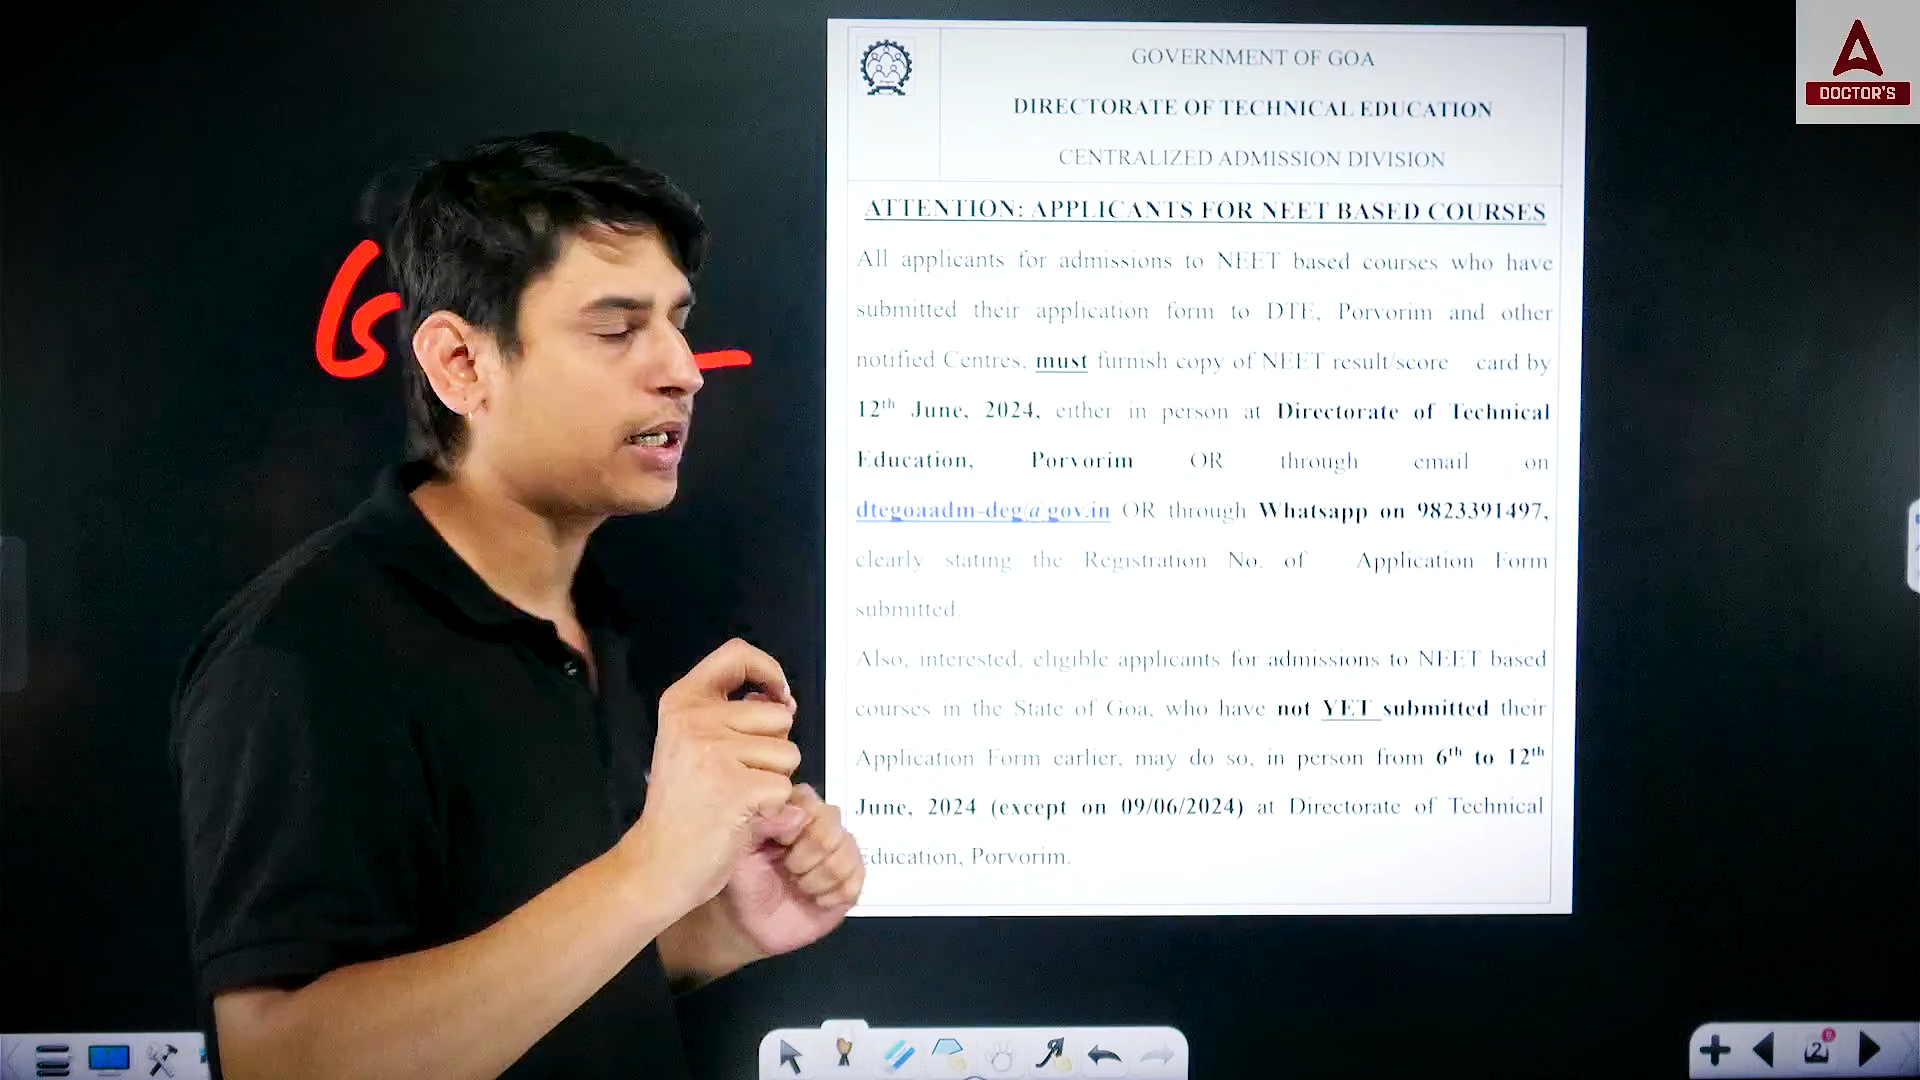 GOVERNMENT OF GOA
DIRECTORATE OF TECHNICAL EDUCATION
CENTRALIZED ADMISSION DIVISION
ATTENTION: APPLICANTS FOR NEET BASED COURSES
All applicants for admissions to NEET based courses who have
submitted their application form to DTE, Porvorim and other
notified Centres, must furnish copy of NEET result/score card by
12th June, 2024, either in person at Directorate of Technical
Education, Porvorim OR through email on
dtegoaadm-deg@gov.in OR through Whatsapp on 9823391497,
clearly stating the Registration No. of Application Form
submitted.
Also, interested, eligible applicants for admissions to NEET based
courses in the State of Goa, who have not YET submitted their
Application Form earlier, may do so, in person from 6th to 12th
June, 2024 (except on 09/06/2024) at Directorate of Technical
Education, Porvorim.
A
DOCTOR'S
2